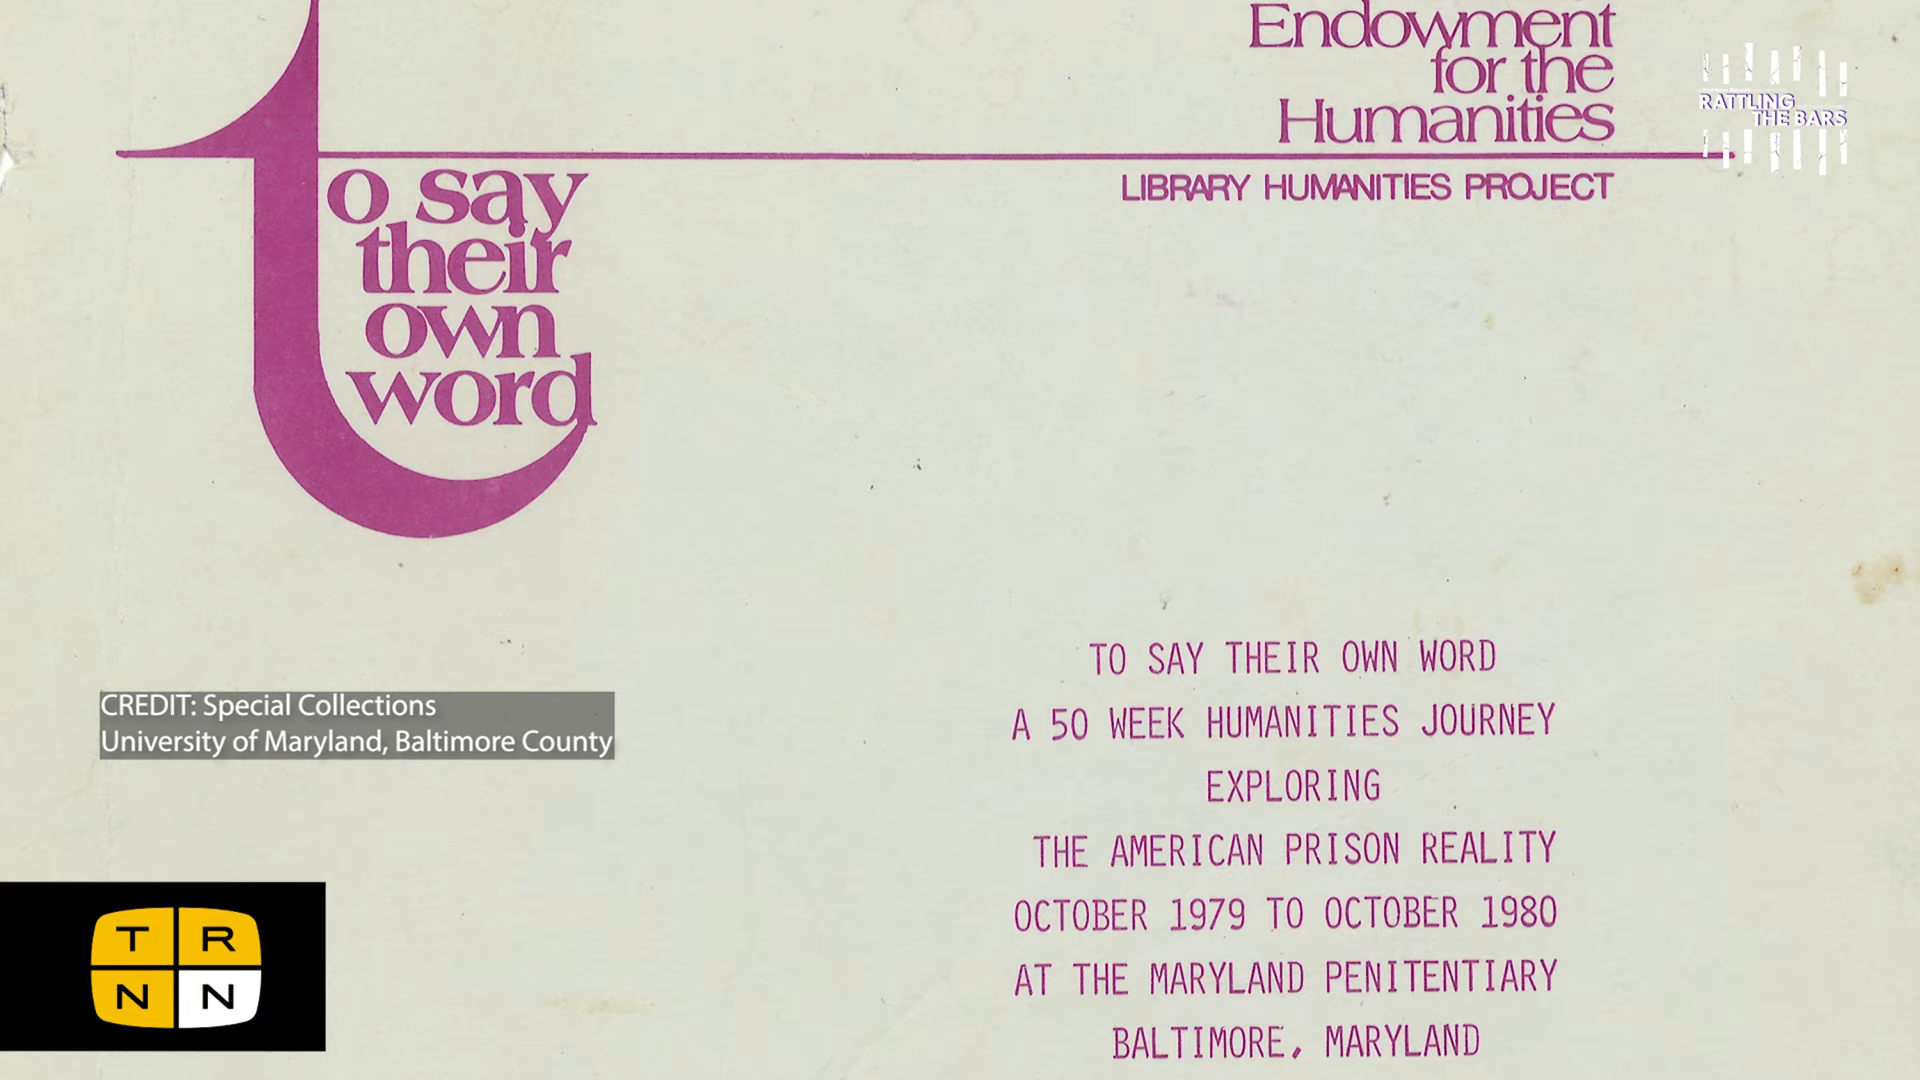 Endowment
for the
Humanities
RATTLING
THE BARS
LIBRARY HUMANITIES PROJECT
to say
their
own
word
TO SAY THEIR OWN WORD
A 50 WEEK HUMANITIES JOURNEY
EXPLORING
THE AMERICAN PRISON REALITY
OCTOBER 1979 TO OCTOBER 1980
AT THE MARYLAND PENITENTIARY
BALTIMORE, MARYLAND
CREDIT: Special Collections
University of Maryland, Baltimore County
T R
N N